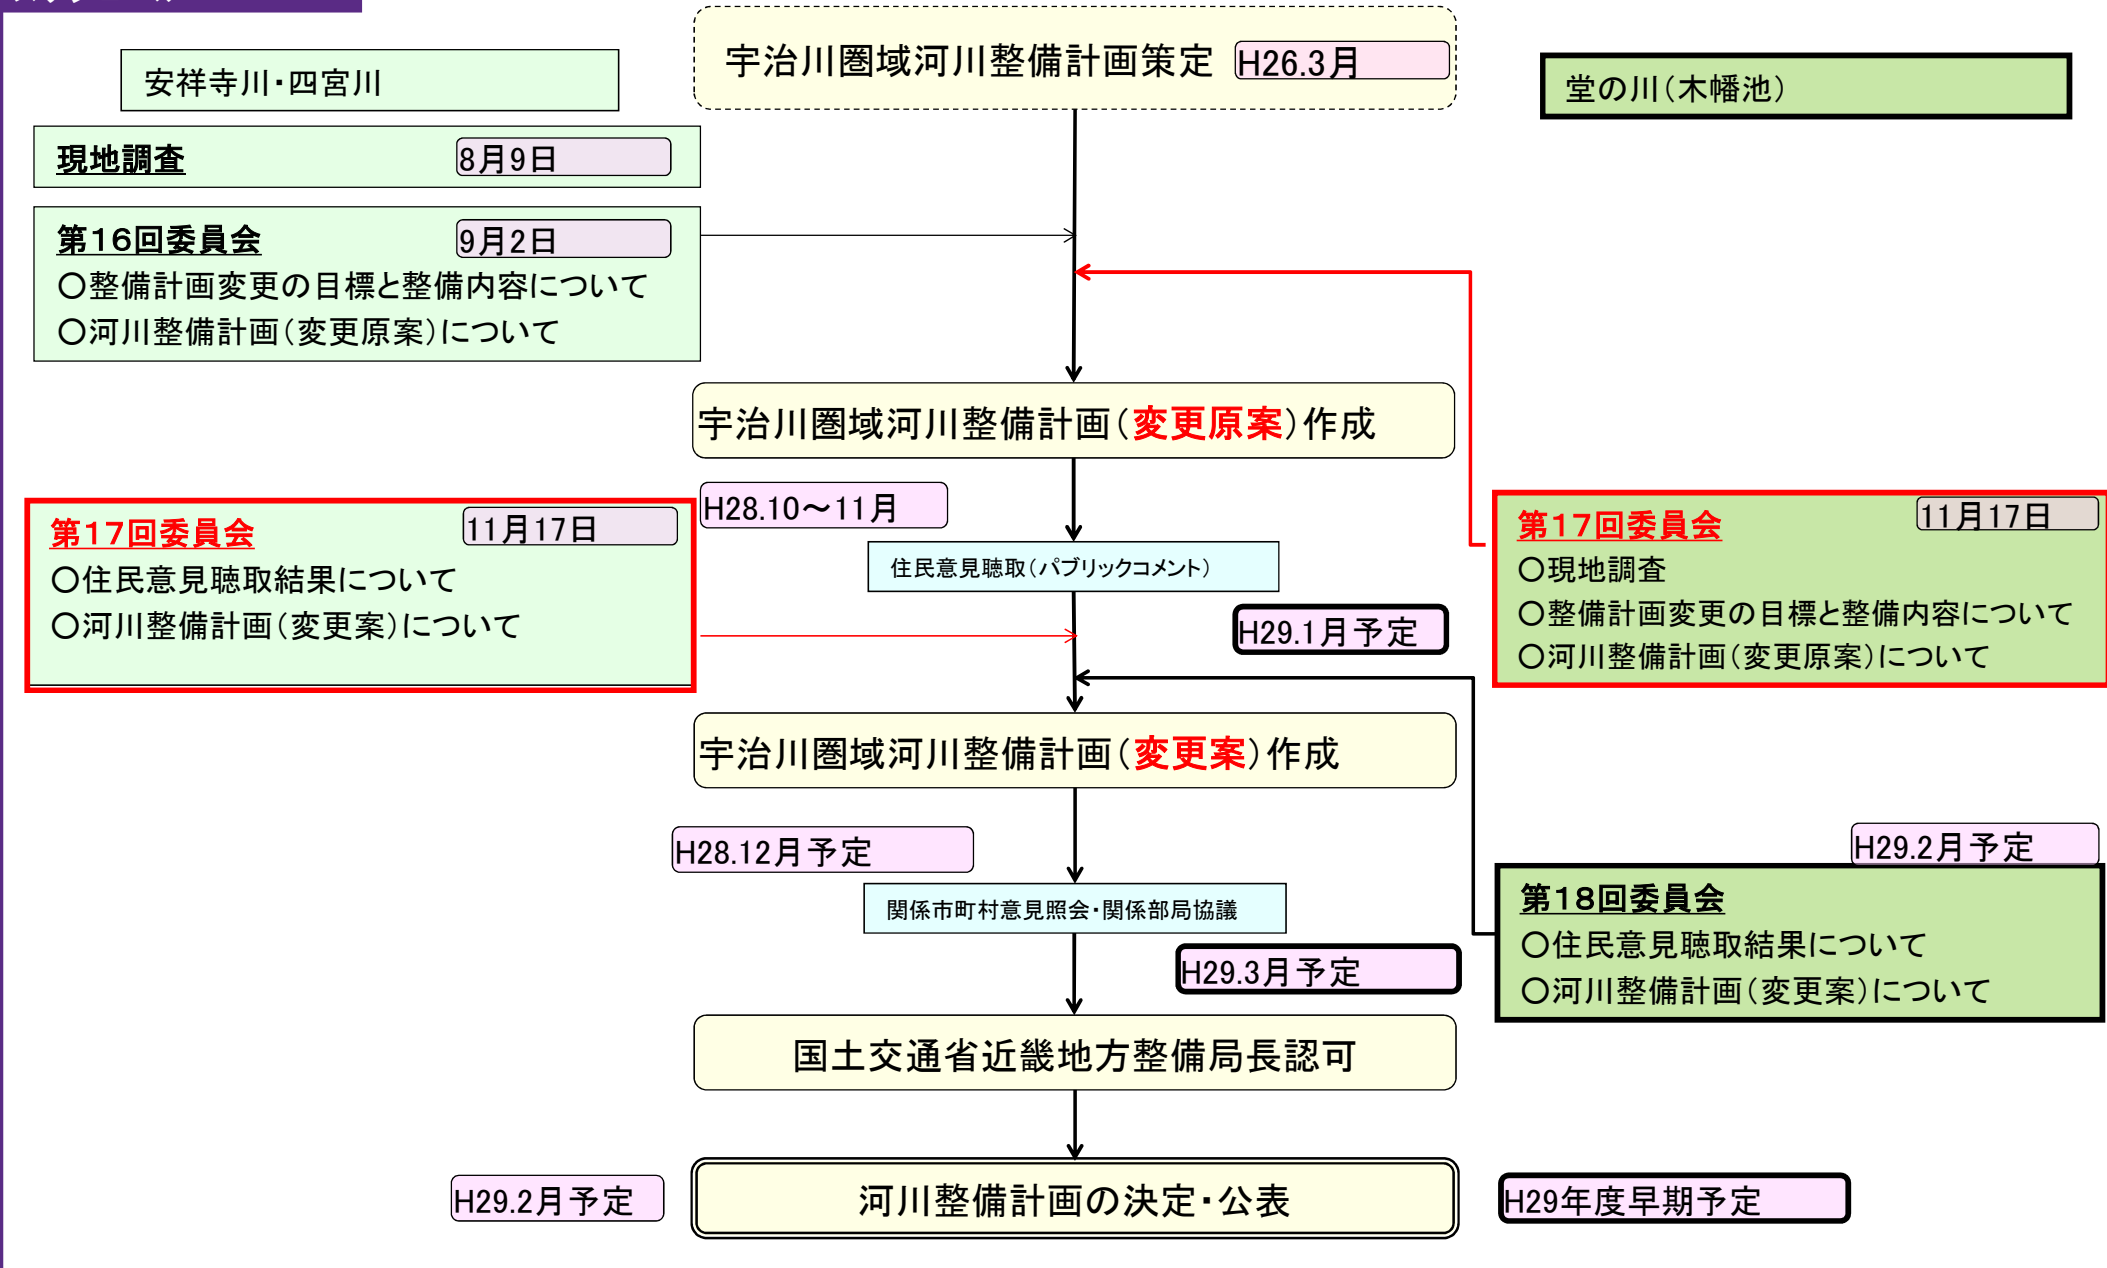 宇治川圏域河川整備計画策定 H26.3月
安祥寺川・四宮川
堂の川（木幡池）
現地調査 8月9日
第16回委員会 9月2日
〇整備計画変更の目標と整備内容について
〇河川整備計画（変更原案）について
宇治川圏域河川整備計画（変更原案）作成
H28.10～11月
第17回委員会 11月17日
〇住民意見聴取結果について
〇河川整備計画（変更案）について
住民意見聴取（パブリックコメント）
H29.1月予定
第17回委員会 11月17日
〇現地調査
〇整備計画変更の目標と整備内容について
〇河川整備計画（変更原案）について
宇治川圏域河川整備計画（変更案）作成
H28.12月予定
関係市町村意見照会・関係部局協議
H29.3月予定
H29.2月予定
第18回委員会
〇住民意見聴取結果について
〇河川整備計画（変更案）について
国土交通省近畿地方整備局長認可
H29.2月予定
河川整備計画の決定・公表
H29年度早期予定